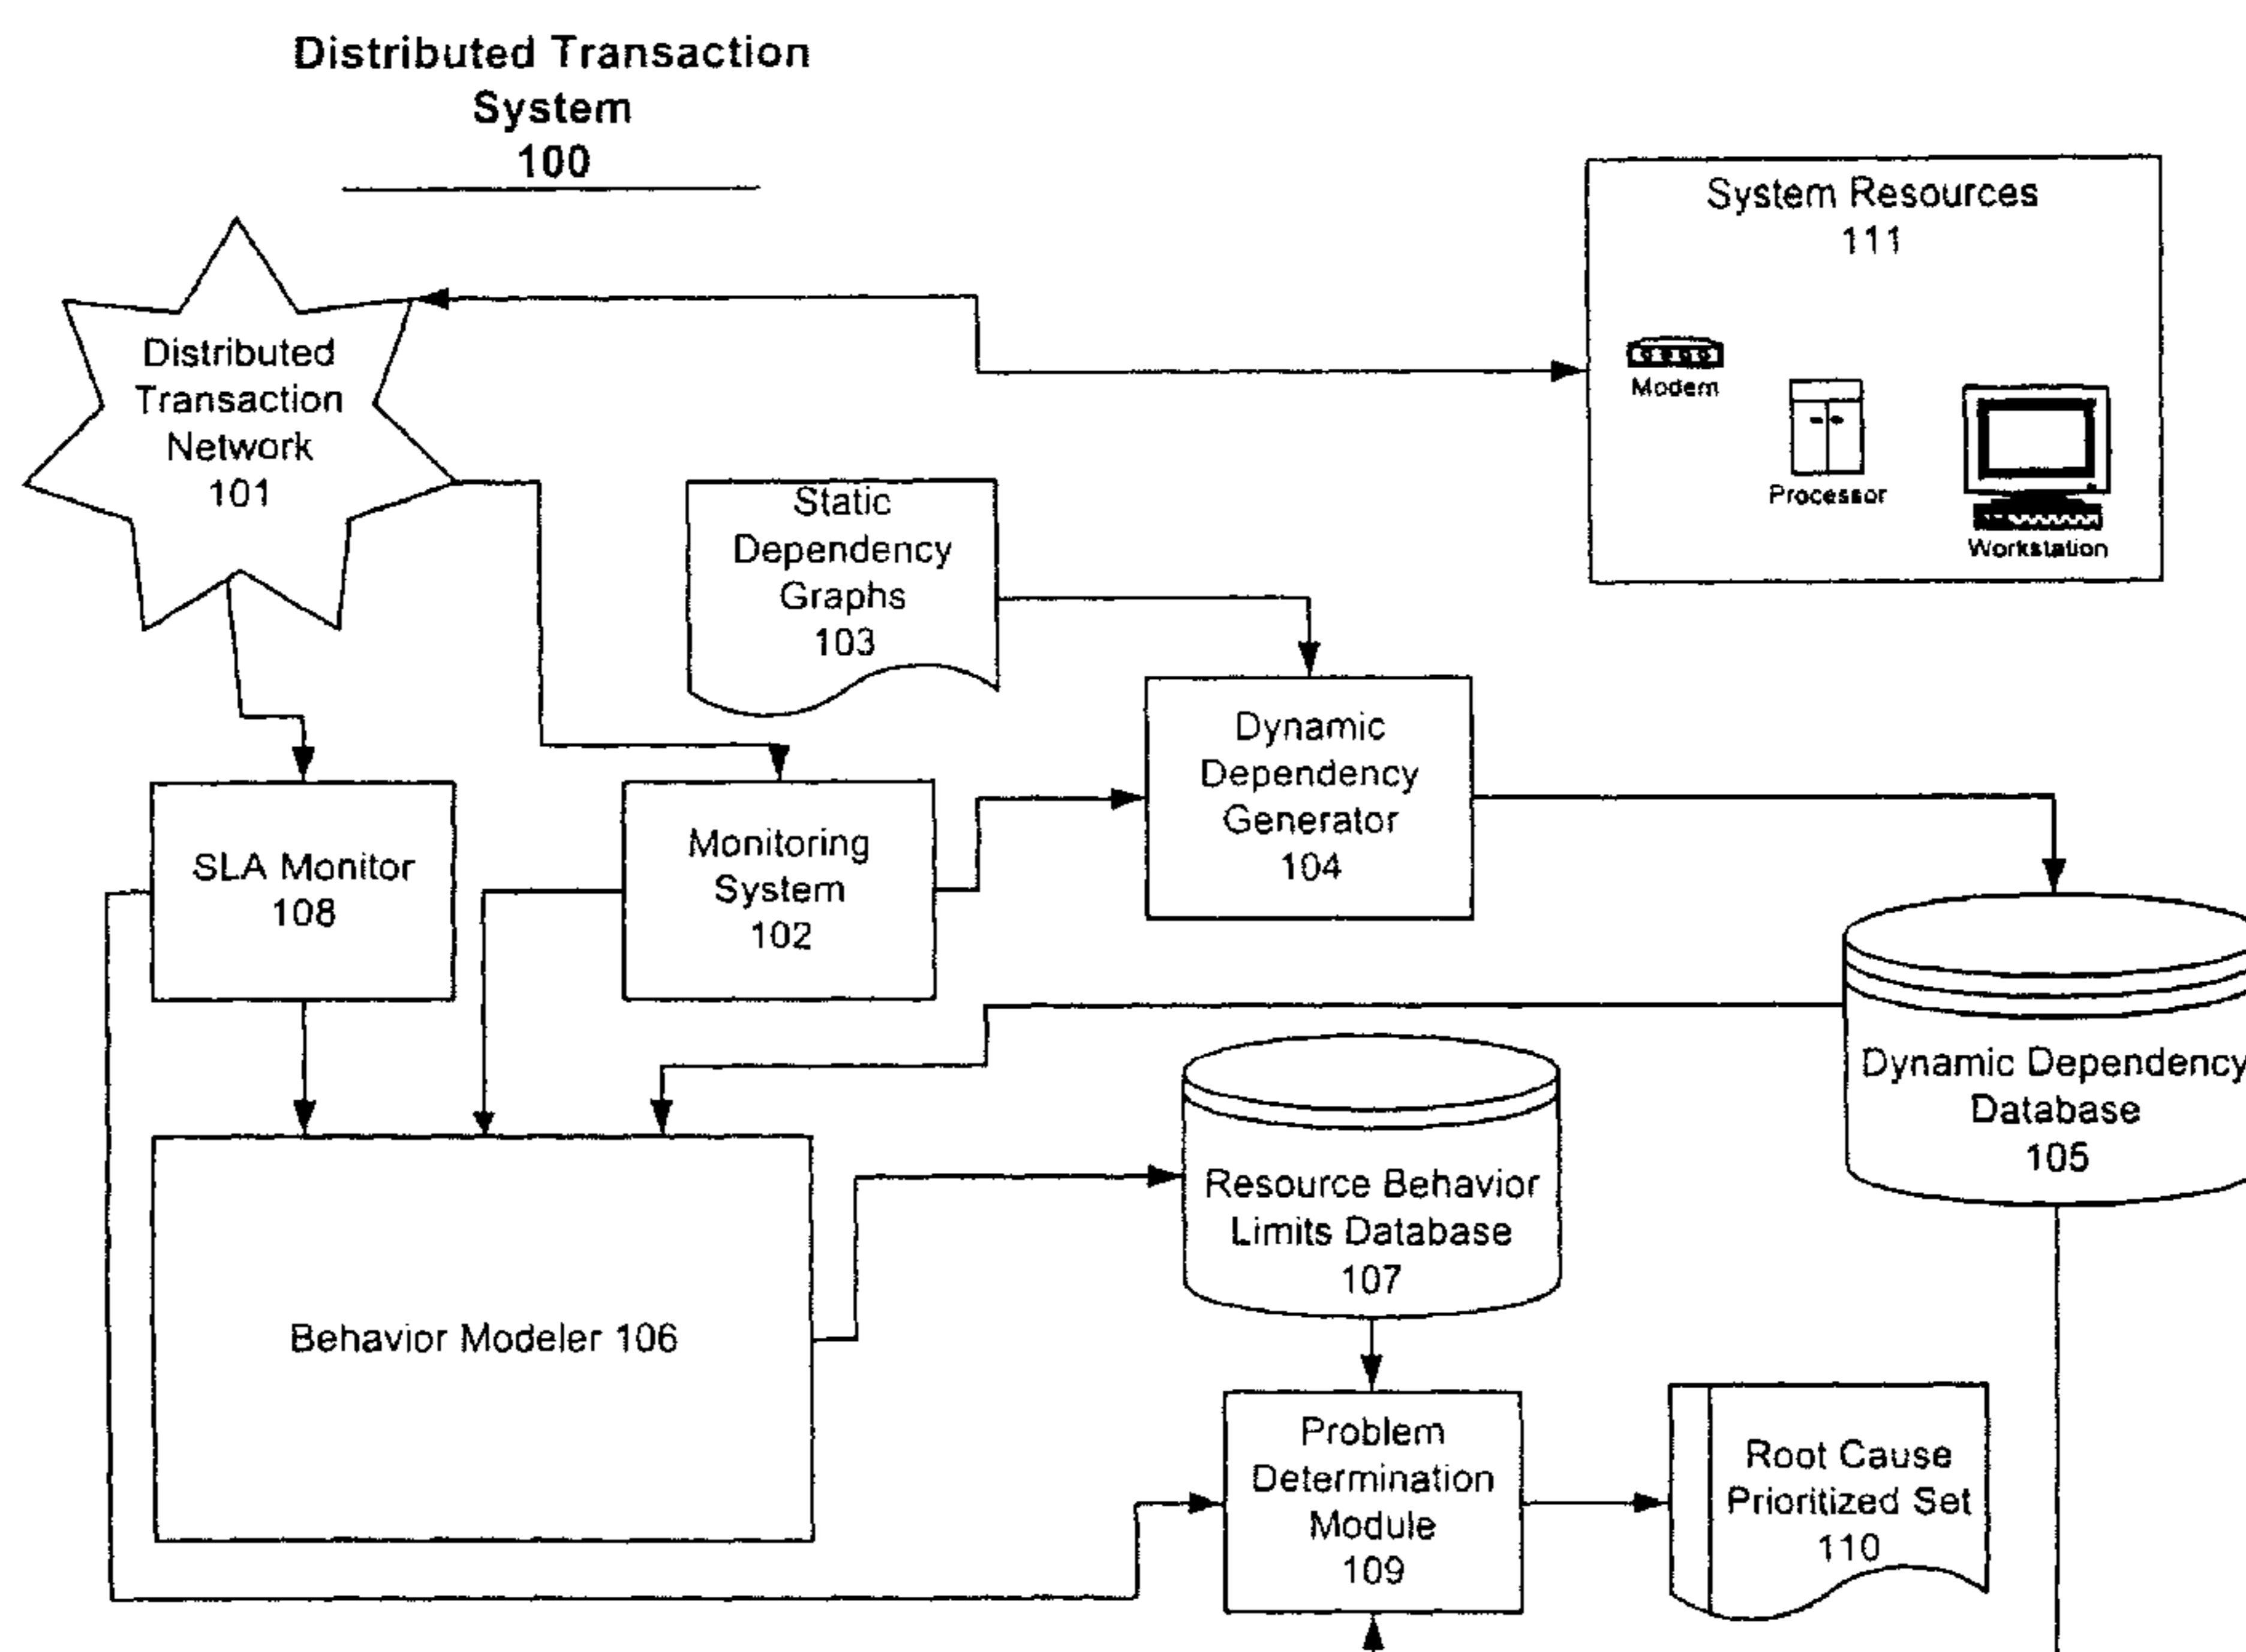 Distributed Transaction
System
100
System Resources
111
Modem
Processor
Workstation
Distributed
Transaction
Network
101
Static
Dependency
Graphs
103
Dynamic
Dependency
Generator
104
SLA Monitor
108
Monitoring
System
102
Dynamic Dependency
Database
105
Resource Behavior
Limits Database
107
Behavior Modeler 106
Problem
Determination
Module
109
Root Cause
Prioritized Set
110